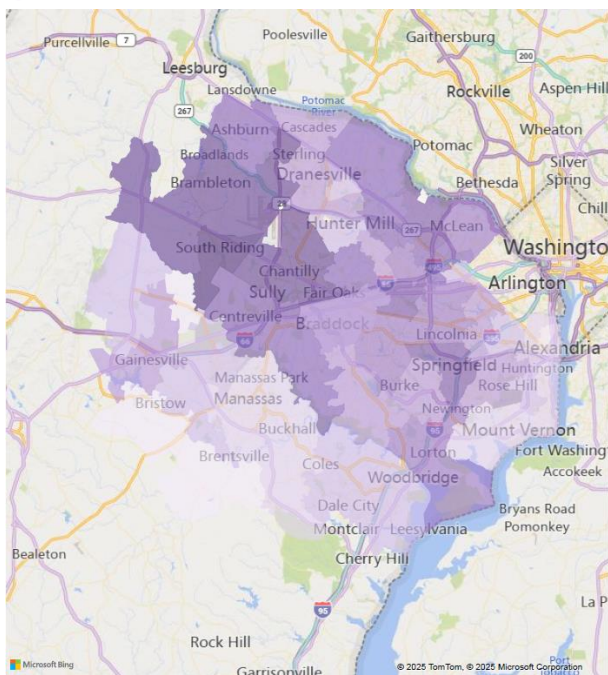 Poolesville
Gaithersburg
Purcellville
7
200
Leesburg
Lansdowne
Rockville
Aspen Hill
267
Potomac
River
Ashburn
Cascades
Wheaton
Broadlands
Sterling
Potomac
Dranesville
Silver
Spring
Brambleton
Bethesda
28
Hunter Mill
267
McLean
Chill
South Riding
Washingto
Chantilly
Arlington
Sully
Fair Oaks
Centreville
Braddock
Lincolnia
Alexandria
Gainesville
Springfield
Huntington
Manassas Park
Burke
Rose Hill
Bristow
Manassas
Newington
Buckhall
Mount Vernon
Brentsville
Coles
Lorton
Fort Washingt
Woodbridge
Accokeek
Dale City
Bryans Road
Montclair
Leesylvania
Pomonkey
Bealeton
Cherry Hill
La P
95
Rock Hill
Port
Tobacco
Microsoft Bing
Garrisonville
© 2025 TomTom, © 2025 Microsoft Corporation